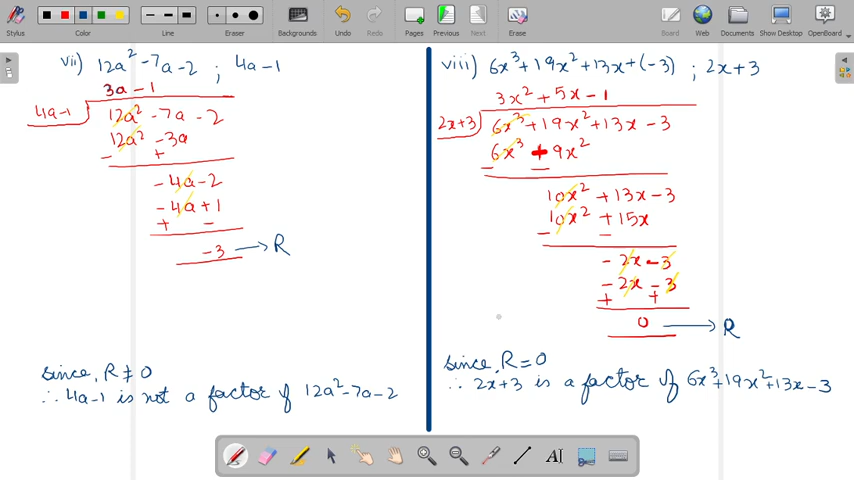 Stylus
Color
Line
Eraser
Backgrounds
Undo
Redo
Pages
Previous
Next
Erase
Board
Web
Documents
Show Desktop
OpenBoard
vii) 12a² - 7a - 2 ; 4a - 1
3a - 1
4a-1 12a² - 7a - 2
12a² - 3a
- +
- 4a - 2
- 4a + 1
+ -
-3 → R
since, R ≠ 0
∴ 4a-1 is not a factor of 12a² - 7a - 2
viii) 6x³ + 19x² + 13x + (-3) ; 2x + 3
3x² + 5x - 1
2x+3 6x³ + 19x² + 13x - 3
6x³ + 9x²
- -
10x² + 13x - 3
10x² + 15x
- -
- 2x - 3
- 2x - 3
+ +
0 → R
since, R = 0
∴ 2x+3 is a factor of 6x³+19x²+13x-3